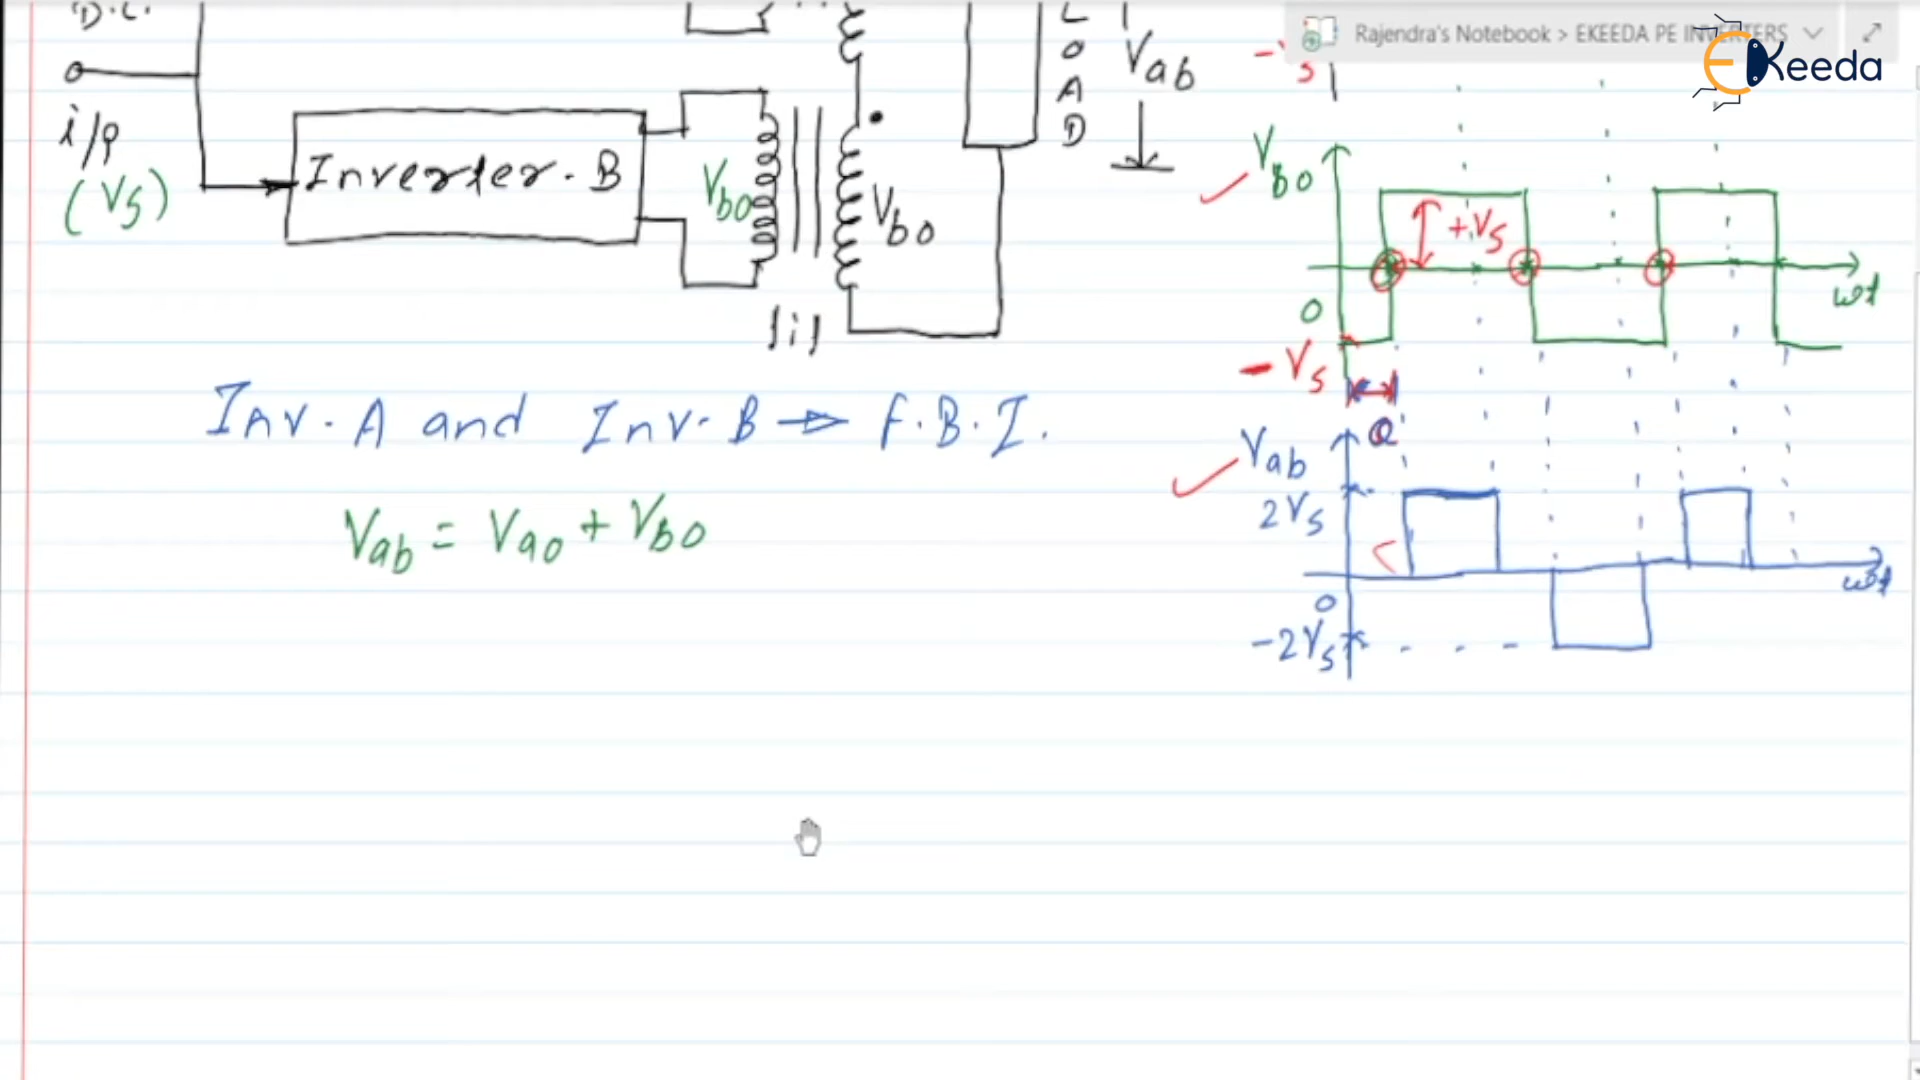 D.C.
i/p
(Vs)
Inverter. B
Vbo
Vbo
LOAD
Vab
Inv. A and Inv. B → F.B.I.
Vab = Vao + VBO
Rajendra's Notebook > EKEEDA PE INVERTERS
EKeeda
VBO
+Vs
0
ωt
- Vs
Vab
2Vs
0
ωt
-2Vs